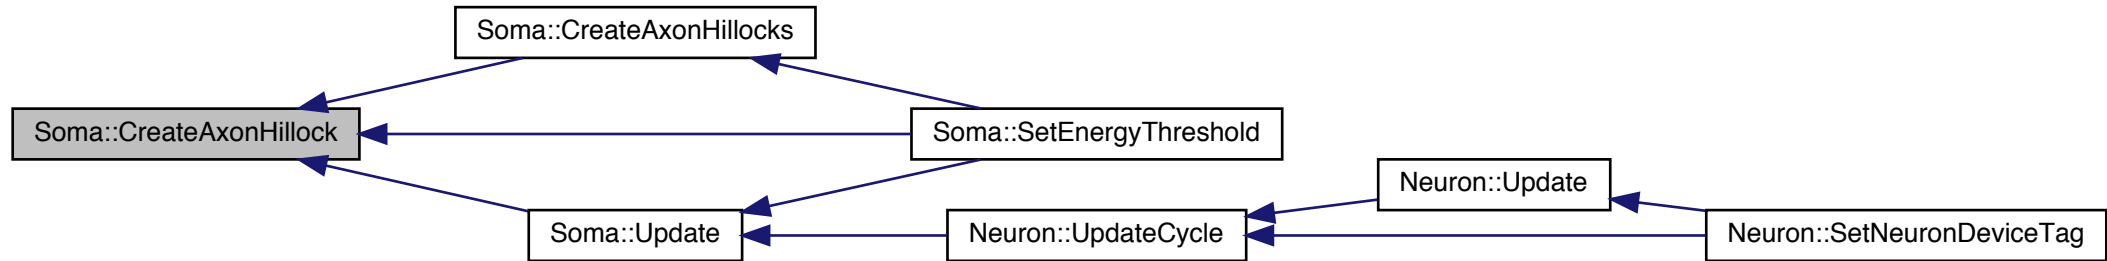 Soma::CreateAxonHillocks
Soma::CreateAxonHillock
Soma::SetEnergyThreshold
Neuron::Update
Soma::Update
Neuron::UpdateCycle
Neuron::SetNeuronDeviceTag